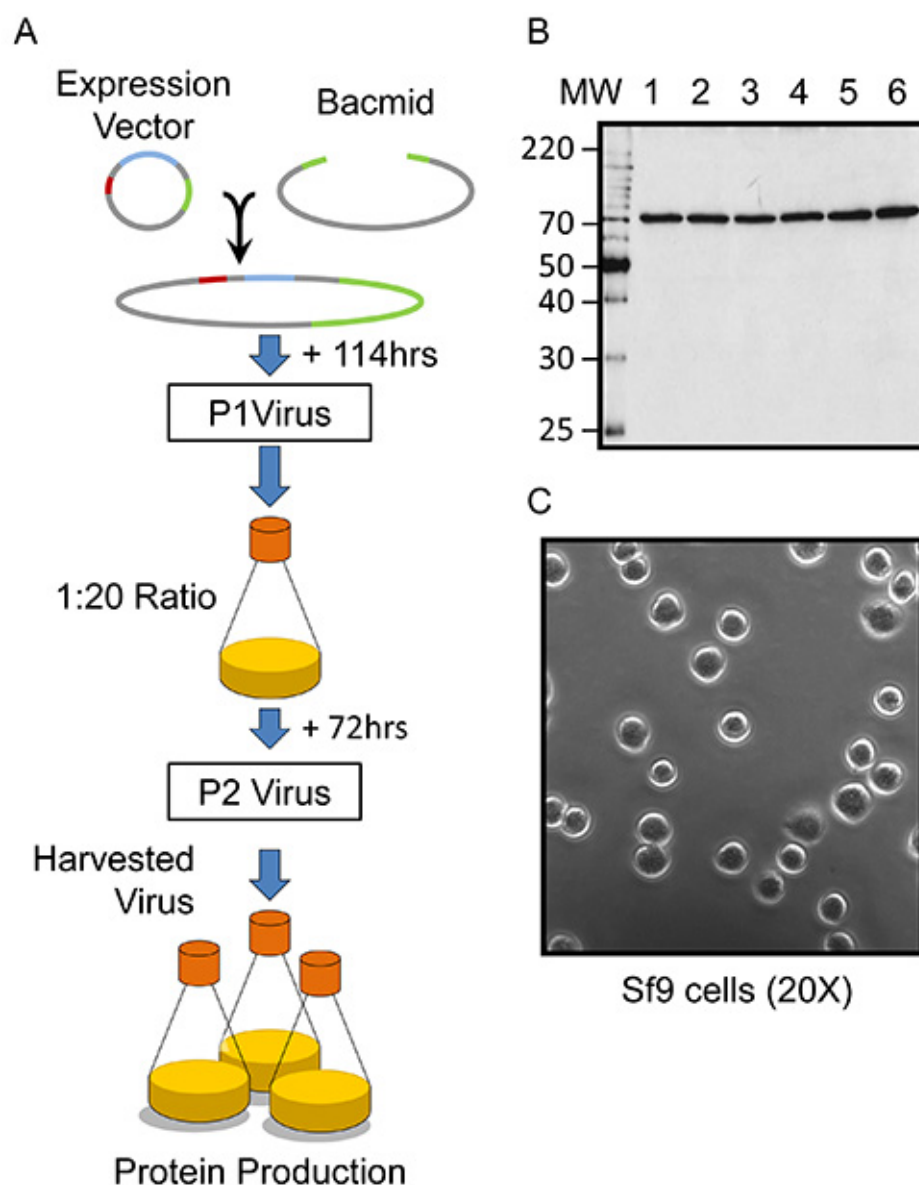 A
Expression
Vector
Bacmid
+ 114hrs
P1Virus
1:20 Ratio
+ 72hrs
P2 Virus
Harvested
Virus
Protein Production
B
MW 1 2 3 4 5 6
220
70
50
40
30
25
C
Sf9 cells (20X)